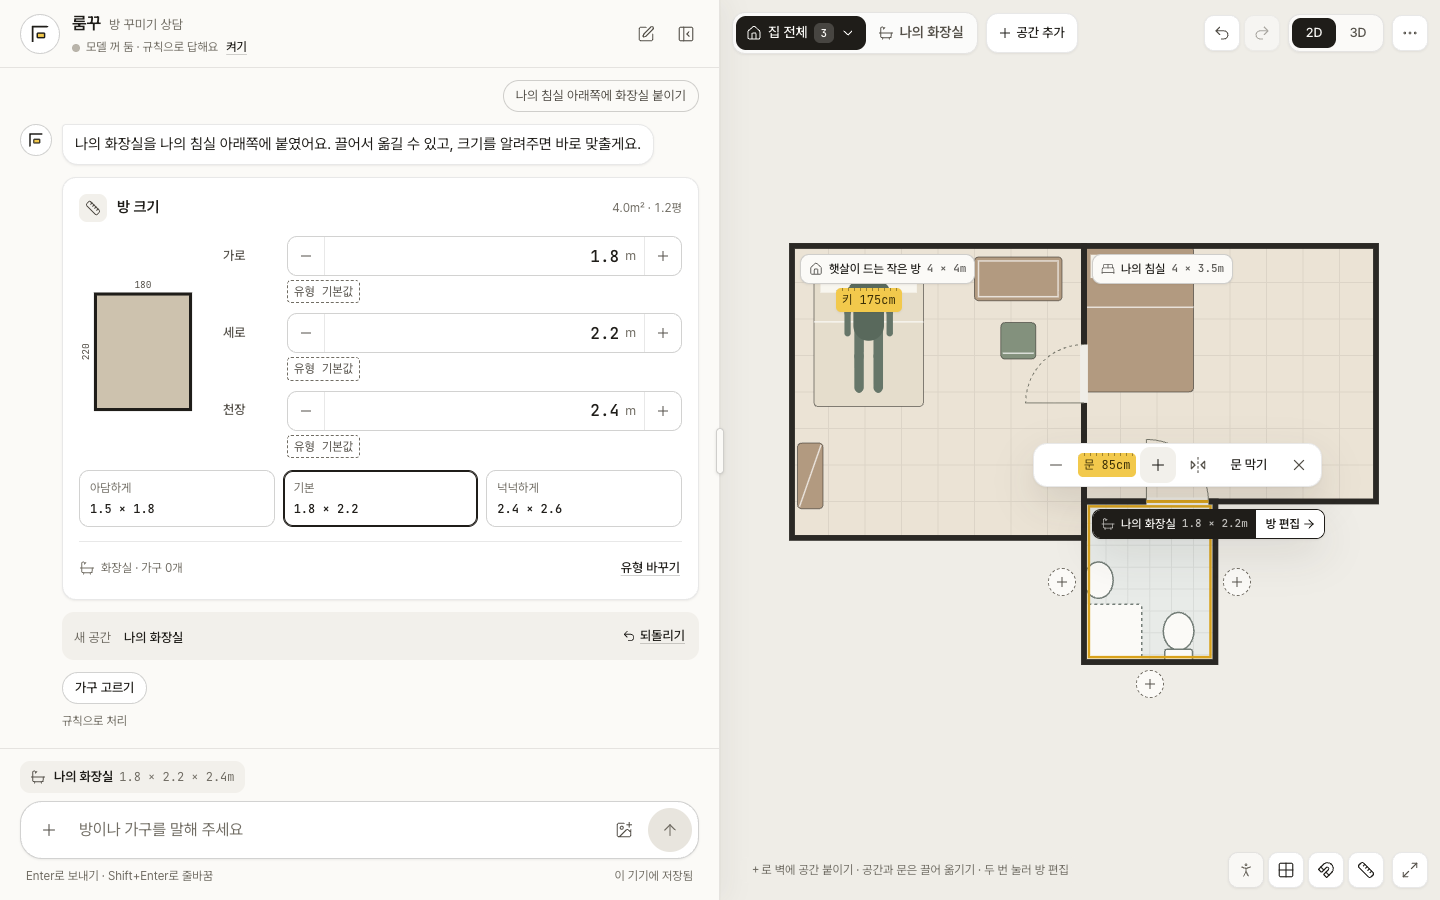 룸꾸 방 꾸미기 상담
모델 꺼 둠 · 규칙으로 답해요 켜기
나의 침실 아래쪽에 화장실 붙이기
나의 화장실을 나의 침실 아래쪽에 붙였어요. 끌어서 옮길 수 있고, 크기를 알려주면 바로 맞출게요.
방 크기
4.0m² · 1.2평
180
220
가로
1.8 m
유형 기본값
세로
2.2 m
유형 기본값
천장
2.4 m
유형 기본값
아담하게
1.5 × 1.8
기본
1.8 × 2.2
넉넉하게
2.4 × 2.6
화장실 · 가구 0개
유형 바꾸기
새 공간 나의 화장실
되돌리기
가구 고르기
규칙으로 처리
나의 화장실 1.8 × 2.2 × 2.4m
방이나 가구를 말해 주세요
Enter로 보내기 · Shift+Enter로 줄바꿈
이 기기에 저장됨
집 전체 3
나의 화장실
공간 추가
2D
3D
햇살이 드는 작은 방 4 × 4m
키 175cm
나의 침실 4 × 3.5m
문 85cm
문 막기
나의 화장실 1.8 × 2.2m
방 편집
+ 로 벽에 공간 붙이기 · 공간과 문은 끌어 옮기기 · 두 번 눌러 방 편집